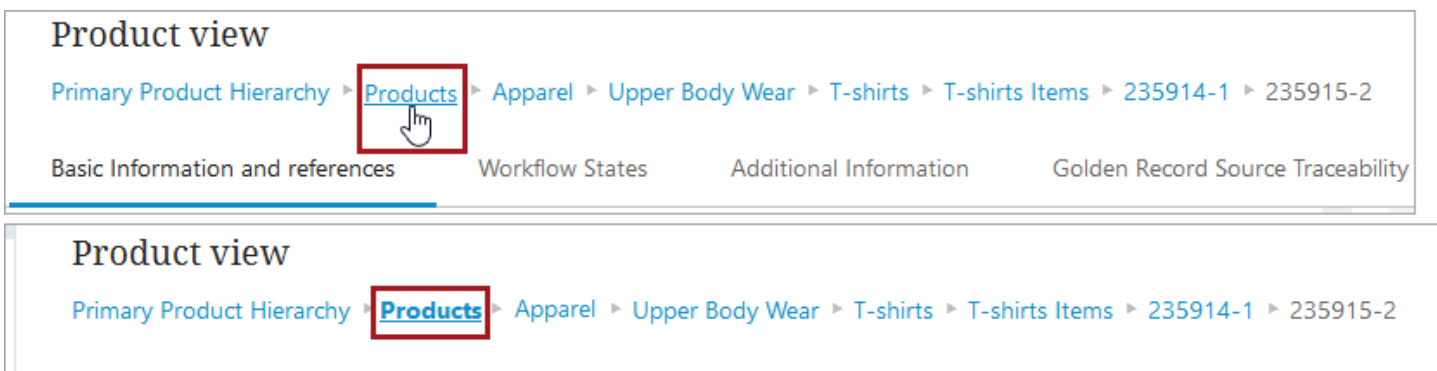 Product view
Primary Product Hierarchy ▸ Products ▸ Apparel ▸ Upper Body Wear ▸ T-shirts ▸ T-shirts Items ▸ 235914-1 ▸ 235915-2
Basic Information and references Workflow States Additional Information Golden Record Source Traceability
Product view
Primary Product Hierarchy ▸ Products ▸ Apparel ▸ Upper Body Wear ▸ T-shirts ▸ T-shirts Items ▸ 235914-1 ▸ 235915-2